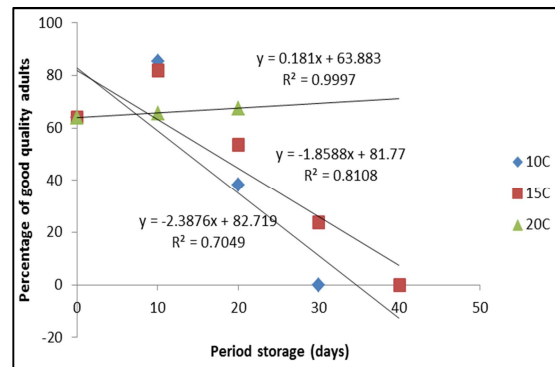 Percentage of good quality adults
100
80
60
40
20
0
-20
y = 0.181x + 63.883
R² = 0.9997
y = -1.8588x + 81.77
R² = 0.8108
y = -2.3876x + 82.719
R² = 0.7049
10C
15C
20C
0 10 20 30 40 50
Period storage (days)